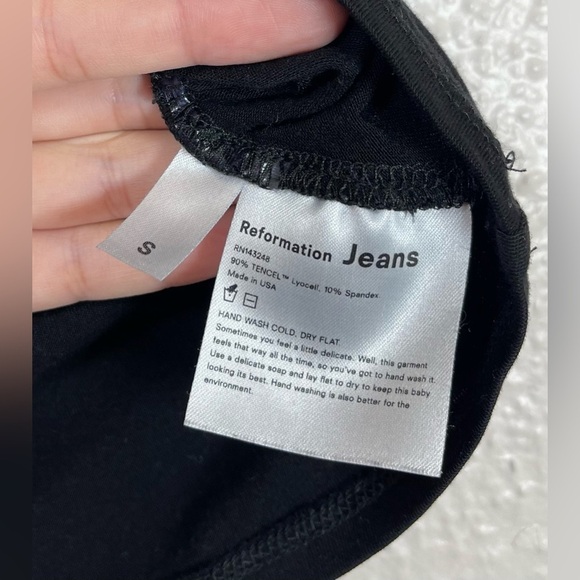 S
Reformation Jeans
RN143248
90% TENCEL™ Lyocell, 10% Spandex
Made in USA
HAND WASH COLD, DRY FLAT
Sometimes you feel a little delicate. Well, this garment
feels that way all the time, so you've got to hand wash it.
Use a delicate soap and lay flat to dry to keep this baby
looking its best. Hand washing is also batter for the
environment.